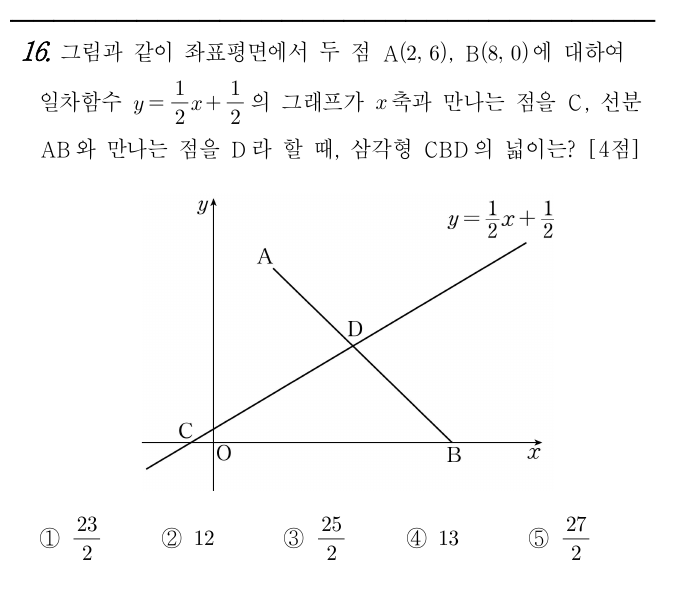 16. 그림과 같이 좌표평면에서 두 점 A(2, 6), B(8, 0)에 대하여
일차함수 y=1/2x+1/2의 그래프가 x축과 만나는 점을 C, 선분
AB와 만나는 점을 D라 할 때, 삼각형 CBD의 넓이는? [4점]
y
y=1/2x+1/2
A
D
C
O
B
x
① 23/2 ② 12 ③ 25/2 ④ 13 ⑤ 27/2